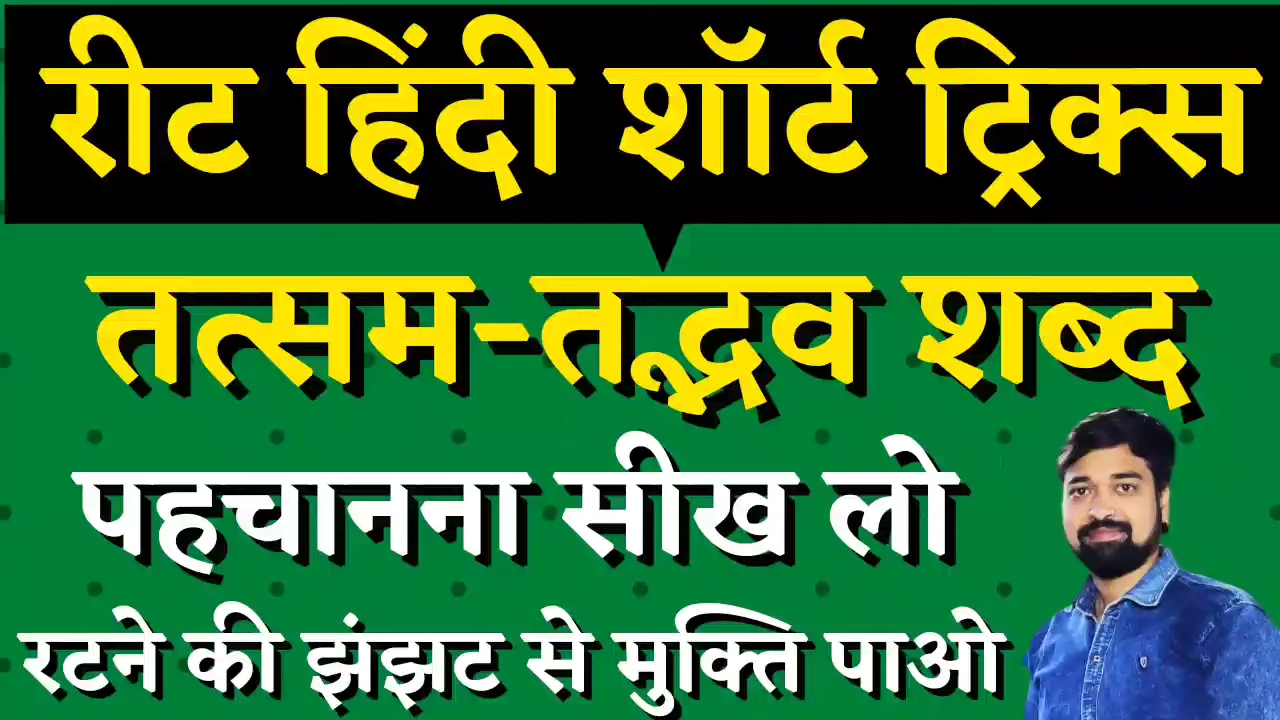 रीट हिंदी शॉर्ट ट्रिक्स
तत्सम-तद्भव शब्द
पहचानना सीख लो
रटने की झंझट से मुक्ति पाओ